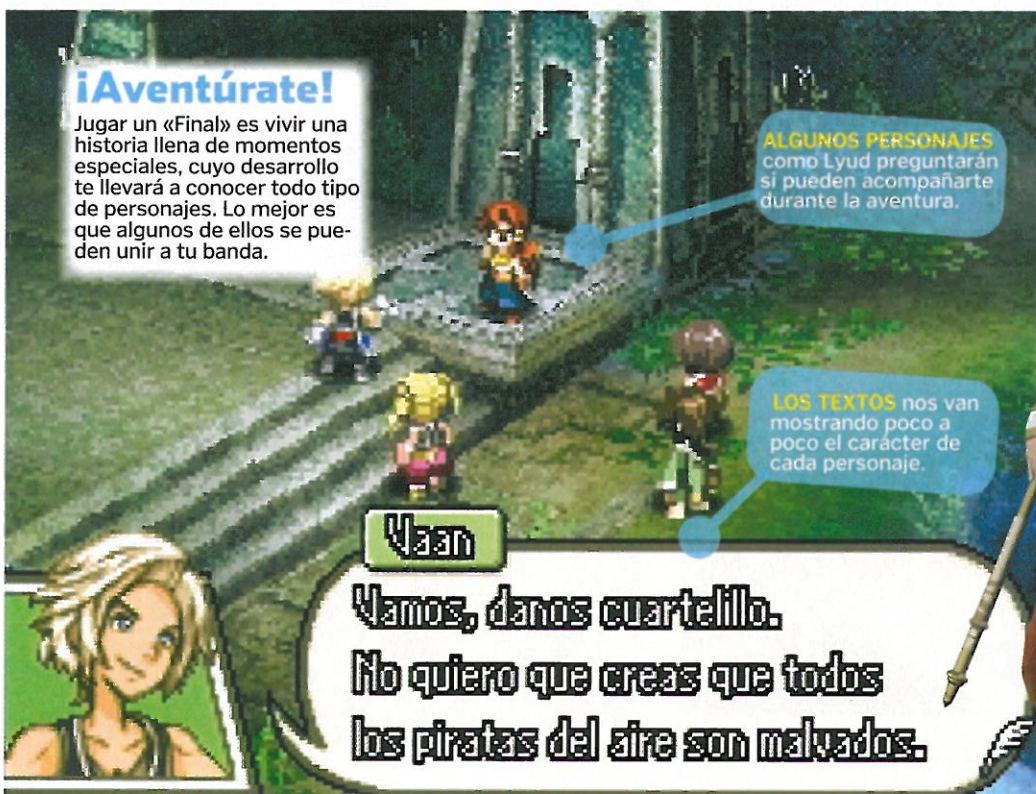 ¡Aventúrate!
Jugar un «Final» es vivir una
historia llena de momentos
especiales, cuyo desarrollo
te llevará a conocer todo tipo
de personajes. Lo mejor es
que algunos de ellos se pue-
den unir a tu banda.
ALGUNOS PERSONAJES
como Lyud preguntarán
si pueden acompañarte
durante la aventura.
LOS TEXTOS nos van
mostrando poco a
poco el carácter de
cada personaje.
Vaan
Vamos, danos cuartelillo.
No quiero que creas que todos
los piratas del aire son malvados.